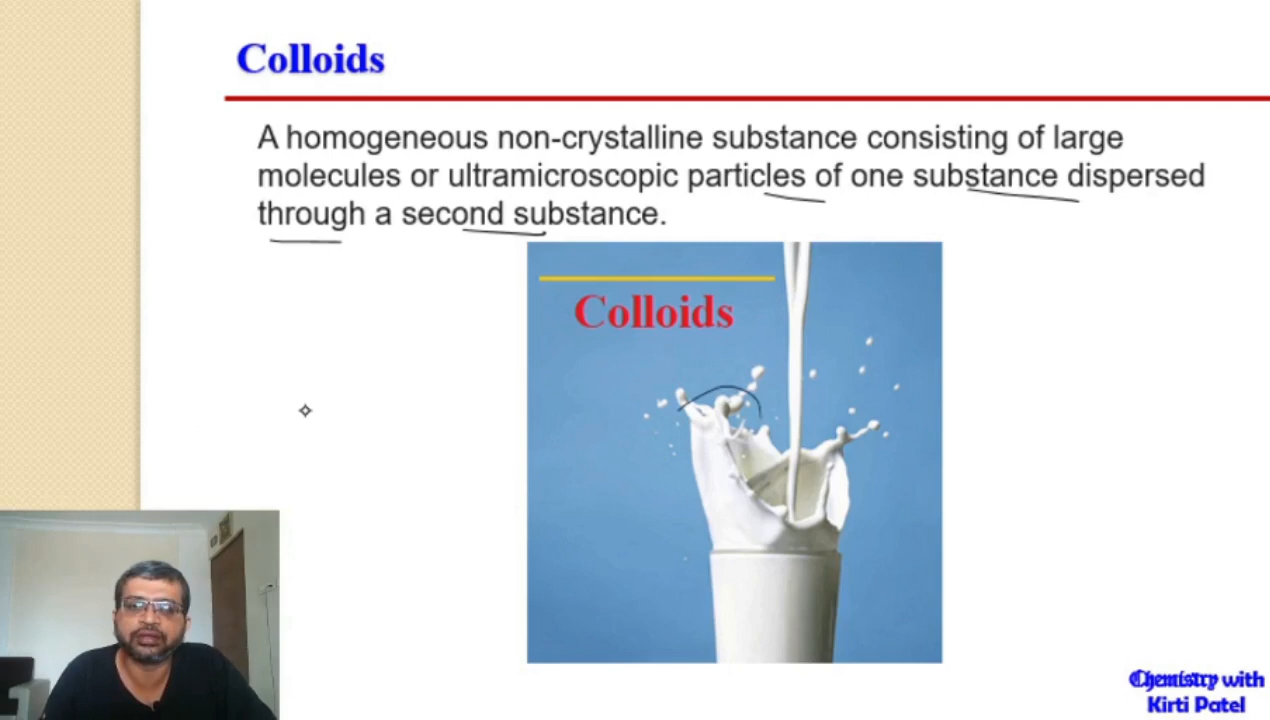 Colloids
A homogeneous non-crystalline substance consisting of large
molecules or ultramicroscopic particles of one substance dispersed
through a second substance.
Colloids
Chemistry with
Kirti Patel